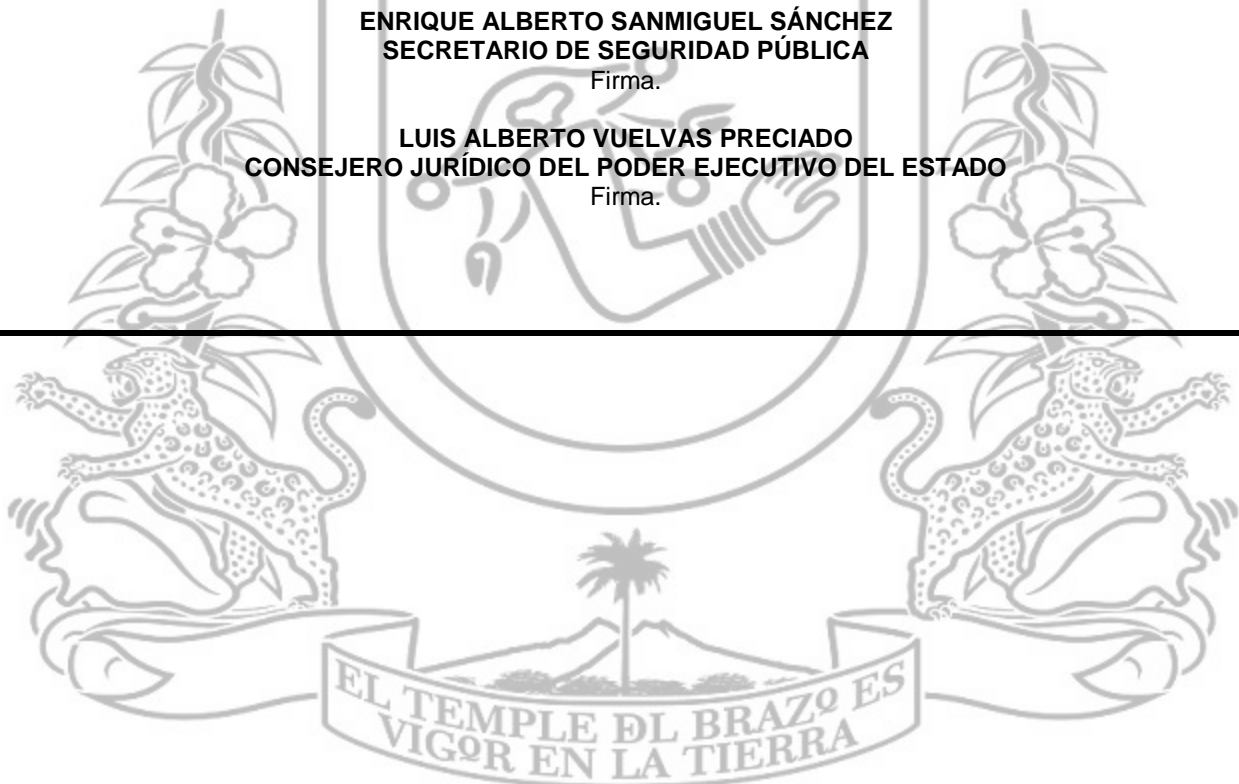 ENRIQUE ALBERTO SANMIGUEL SÁNCHEZ
SECRETARIO DE SEGURIDAD PÚBLICA
Firma.
LUIS ALBERTO VUELVAS PRECIADO
CONSEJERO JURÍDICO DEL PODER EJECUTIVO DEL ESTADO
Firma.
EL TEMPLE ĐL BRAZº ES
VIGºR EN LA TIERRA